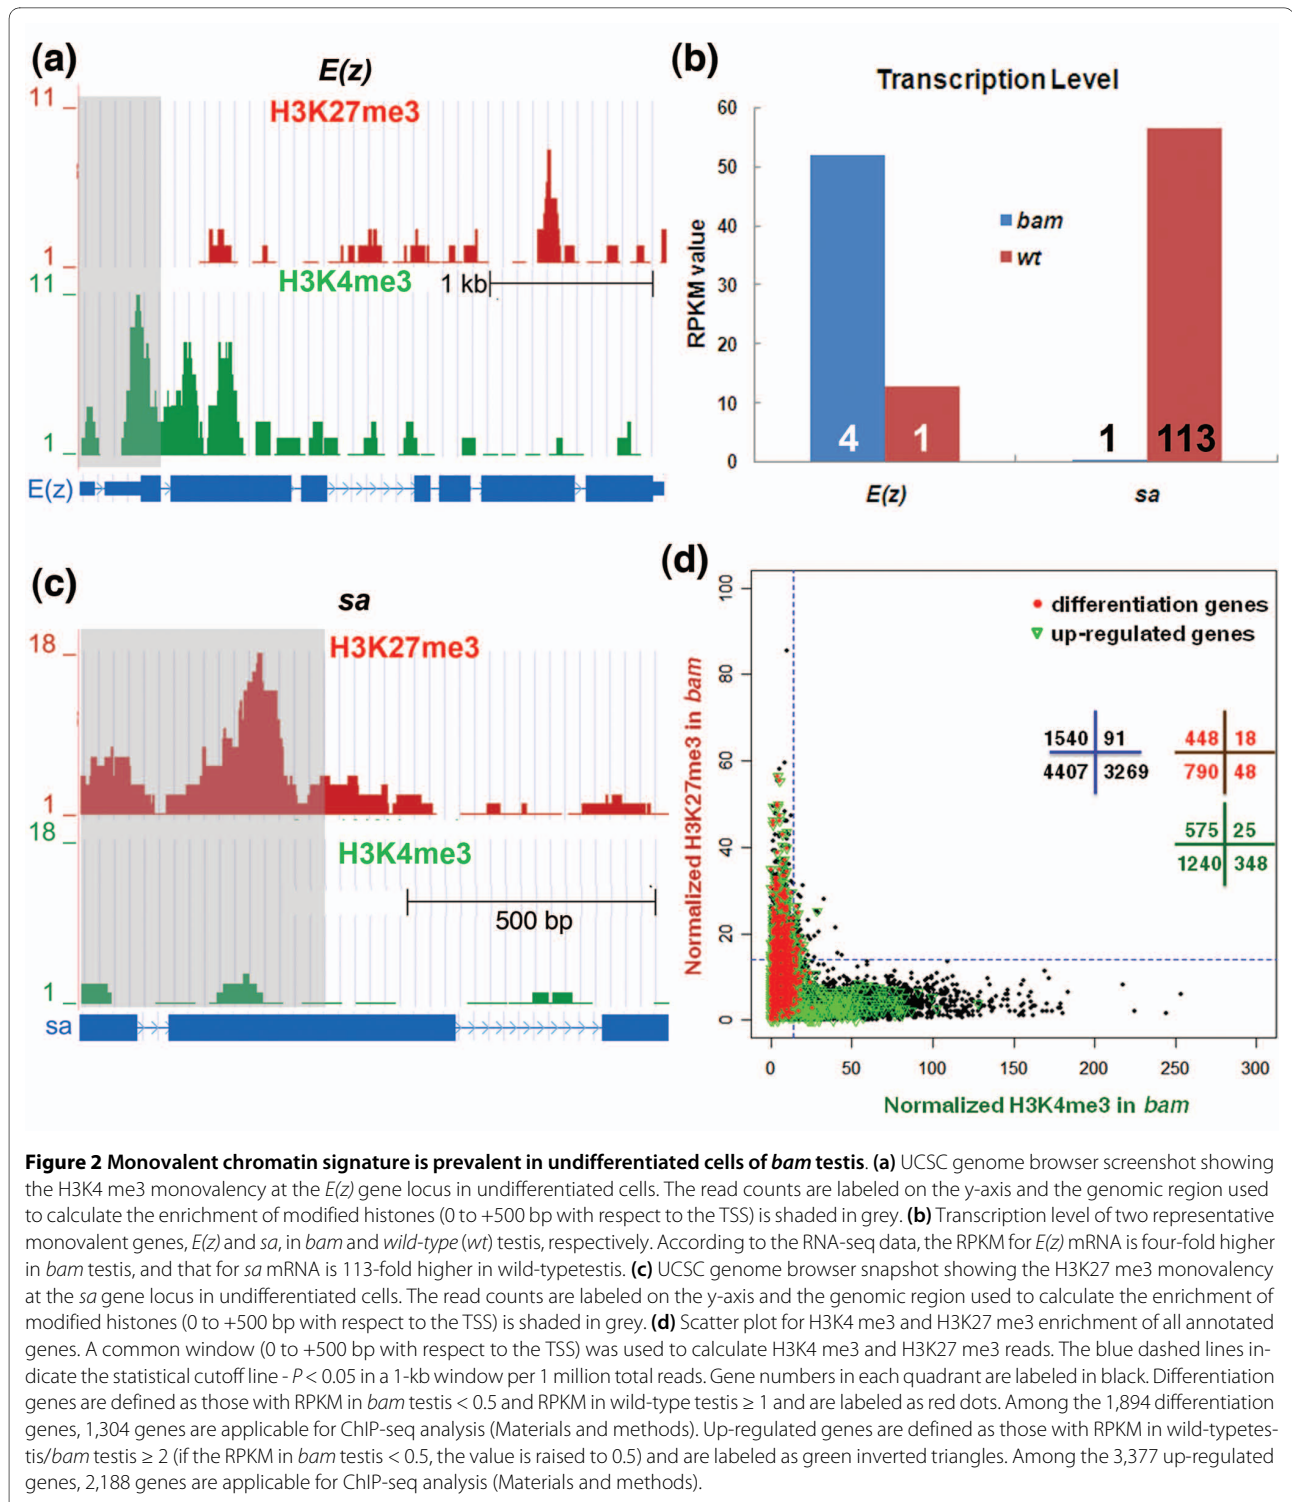 (a)
E(z)
11
H3K27me3
1
11
H3K4me3
1 kb
1
E(z)
(b)
Transcription Level
60
50
40
30
20
10
0
RPKM value
bam
wt
4
1
1
113
E(z)
sa
(c)
sa
18
H3K27me3
1
18
H3K4me3
500 bp
1
sa
(d)
differentiation genes
up-regulated genes
100
80
60
40
20
0
Normalized H3K27me3 in bam
1540 91
4407 3269
448 18
790 48
575 25
1240 348
0 50 100 150 200 250 300
Normalized H3K4me3 in bam
Figure 2 Monovalent chromatin signature is prevalent in undifferentiated cells of bam testis. (a) UCSC genome browser screenshot showing
the H3K4 me3 monovalency at the E(z) gene locus in undifferentiated cells. The read counts are labeled on the y-axis and the genomic region used
to calculate the enrichment of modified histones (0 to +500 bp with respect to the TSS) is shaded in grey. (b) Transcription level of two representative
monovalent genes, E(z) and sa, in bam and wild-type (wt) testis, respectively. According to the RNA-seq data, the RPKM for E(z) mRNA is four-fold higher
in bam testis, and that for sa mRNA is 113-fold higher in wild-typetestis. (c) UCSC genome browser snapshot showing the H3K27 me3 monovalency
at the sa gene locus in undifferentiated cells. The read counts are labeled on the y-axis and the genomic region used to calculate the enrichment of
modified histones (0 to +500 bp with respect to the TSS) is shaded in grey. (d) Scatter plot for H3K4 me3 and H3K27 me3 enrichment of all annotated
genes. A common window (0 to +500 bp with respect to the TSS) was used to calculate H3K4 me3 and H3K27 me3 reads. The blue dashed lines in-
dicate the statistical cutoff line - P < 0.05 in a 1-kb window per 1 million total reads. Gene numbers in each quadrant are labeled in black. Differentiation
genes are defined as those with RPKM in bam testis < 0.5 and RPKM in wild-type testis ≥ 1 and are labeled as red dots. Among the 1,894 differentiation
genes, 1,304 genes are applicable for ChIP-seq analysis (Materials and methods). Up-regulated genes are defined as those with RPKM in wild-typetes-
tis/bam testis ≥ 2 (if the RPKM in bam testis < 0.5, the value is raised to 0.5) and are labeled as green inverted triangles. Among the 3,377 up-regulated
genes, 2,188 genes are applicable for ChIP-seq analysis (Materials and methods).